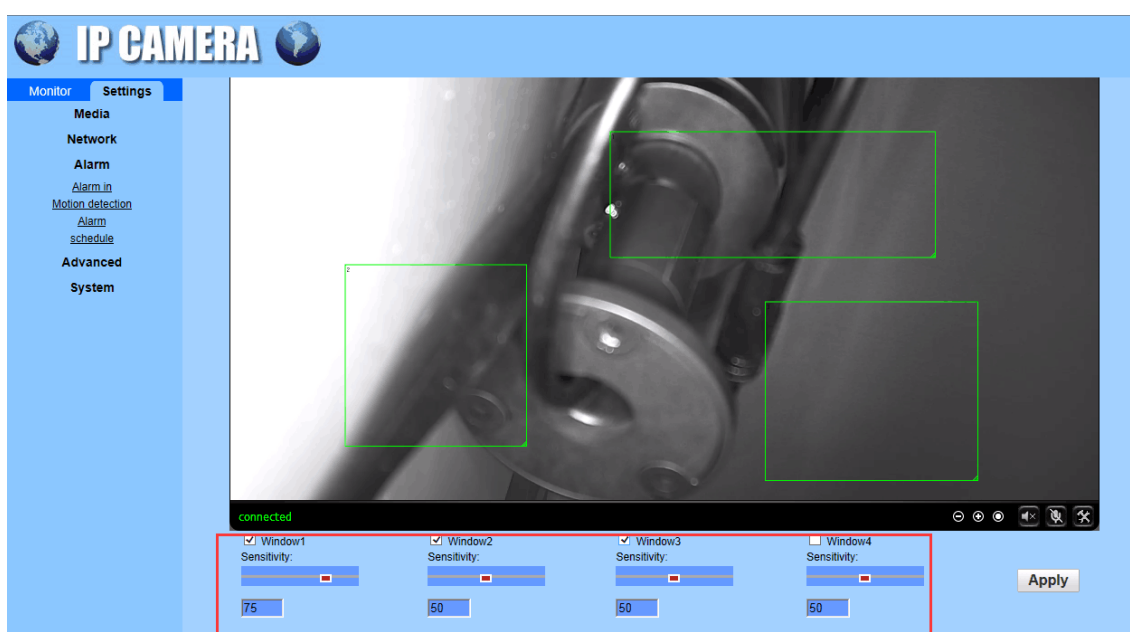 IP CAMERA
Monitor Settings
Media
Network
Alarm
Alarm in
Motion detection
Alarm
schedule
Advanced
System
2
connected
Window1 Window2 Window3 Window4
Sensitivity: Sensitivity: Sensitivity: Sensitivity:
75 50 50 50
Apply